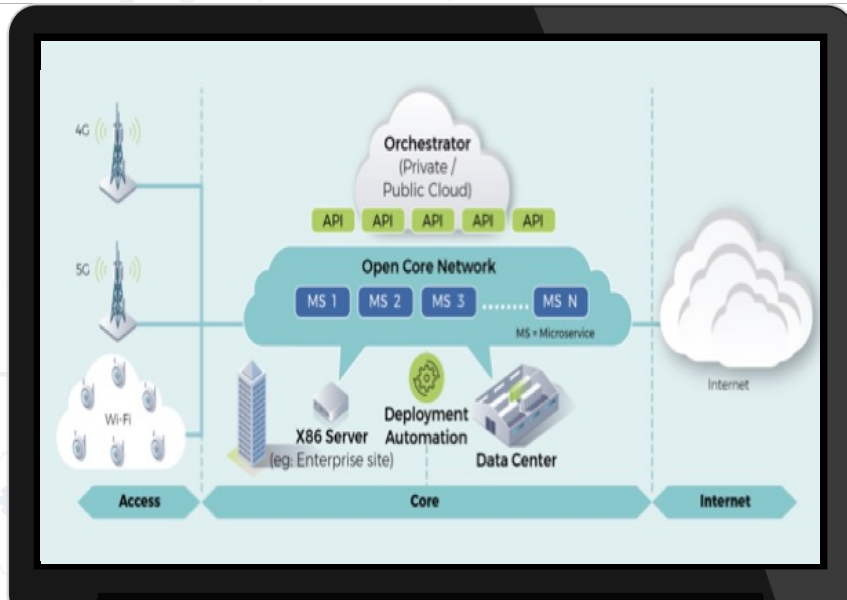 4G
Orchestrator
(Private /
Public Cloud)
API API API API API
5G
Open Core Network
MS 1 MS 2 MS 3 ........ MS N
MS = Microservice
Internet
Wi-Fi
X86 Server
(eg: Enterprise site)
Deployment
Automation
Data Center
Access Core Internet